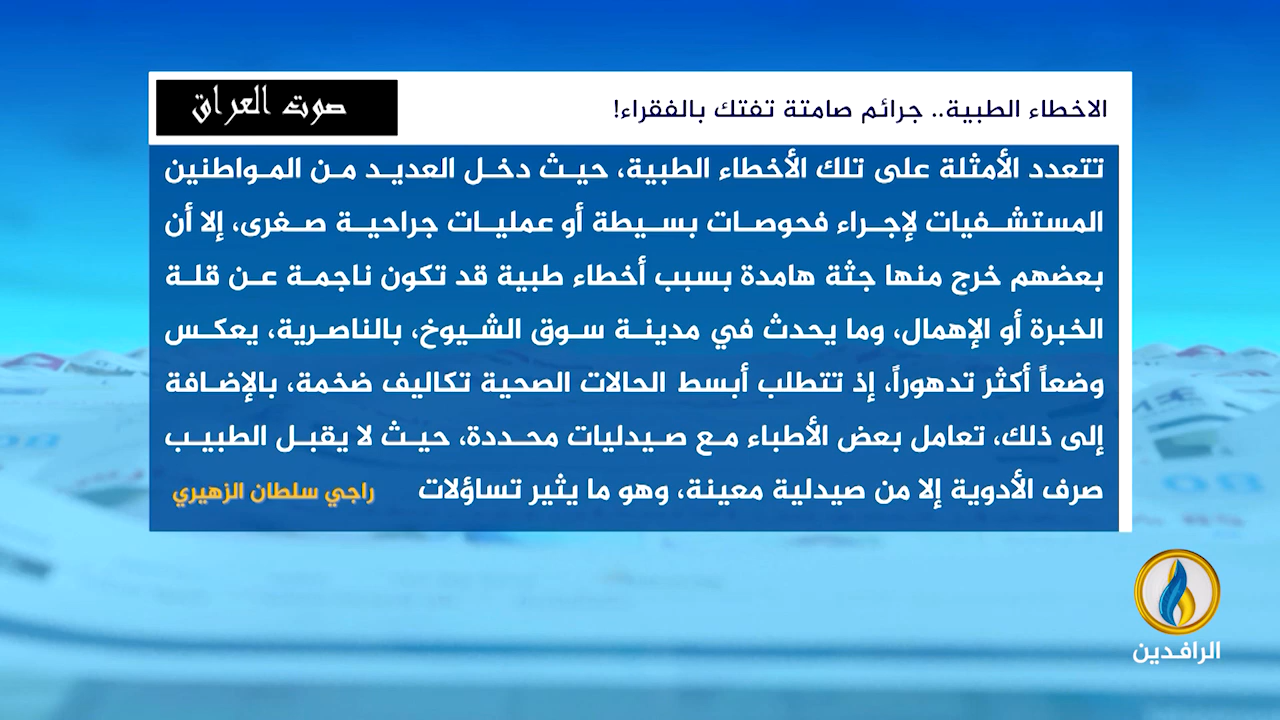 الاخطاء الطبية.. جرائم صامتة تفتك بالفقراء!
صوت العراق
تتعدد الأمثلة على تلك الأخطاء الطبية، حيث دخل العديد من المواطنين
المستشفيات لإجراء فحوصات بسيطة أو عمليات جراحية صغرى، إلا أن
بعضهم خرج منها جثة هامدة بسبب أخطاء طبية قد تكون ناجمة عن قلة
الخبرة أو الإهمال، وما يحدث في مدينة سوق الشيوخ، بالناصرية، يعكس
وضعاً أكثر تدهوراً، إذ تتطلب أبسط الحالات الصحية تكاليف ضخمة، بالإضافة
إلى ذلك، تعامل بعض الأطباء مع صيدليات محددة، حيث لا يقبل الطبيب
صرف الأدوية إلا من صيدلية معينة، وهو ما يثير تساؤلات
راجي سلطان الزهيري
الرافدين